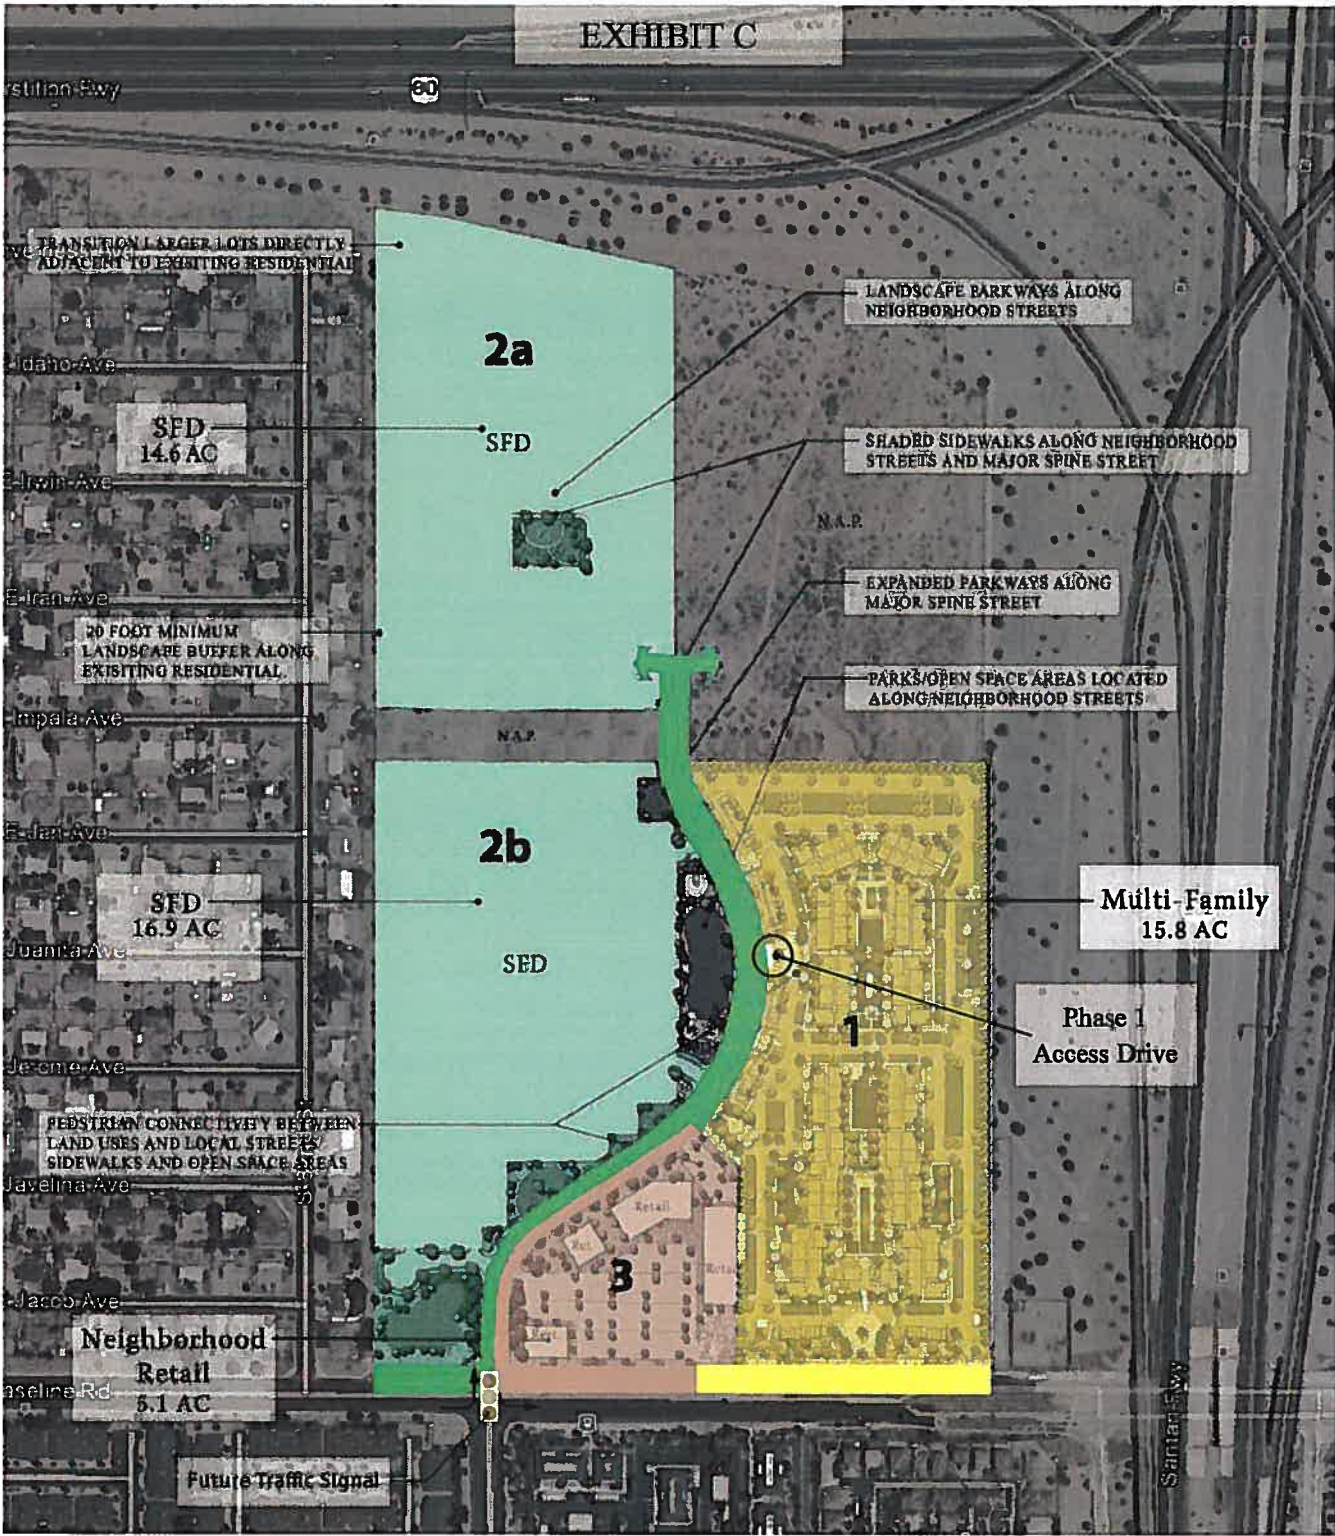 EXHIBIT C
60
TRANSITION LARGER LOTS DIRECTLY
ADJACENT TO EXISITING RESIDENTIAL
LANDSCAPE PARKWAYS ALONG
NEIGHBORHOOD STREETS
2a
Idaho Ave
SFD
14.6 AC
SFD
SHADED SIDEWALKS ALONG NEIGHBORHOOD
STREETS AND MAJOR SPINE STREET
E Irwin Ave
N.A.P.
EXPANDED PARKWAYS ALONG
MAJOR SPINE STREET
E Iran Ave
20 FOOT MINIMUM
LANDSCAPE BUFFER ALONG
EXISITING RESIDENTIAL
PARKS/OPEN SPACE AREAS LOCATED
ALONG NEIGHBORHOOD STREETS
Impala Ave
N.A.P.
E Jan Ave
2b
SFD
16.9 AC
Multi-Family
15.8 AC
Juanita Ave
SFD
1
Phase 1
Access Drive
Jerome Ave
PEDSTRIAN CONNECTIVITY BETWEEN
LAND USES AND LOCAL STREETS/
SIDEWALKS AND OPEN SPACE AREAS
Javelina Ave
Retail
3
Jacob Ave
Neighborhood
Retail
5.1 AC
aseline Rd
Santan Fwy
Future Traffic Signal